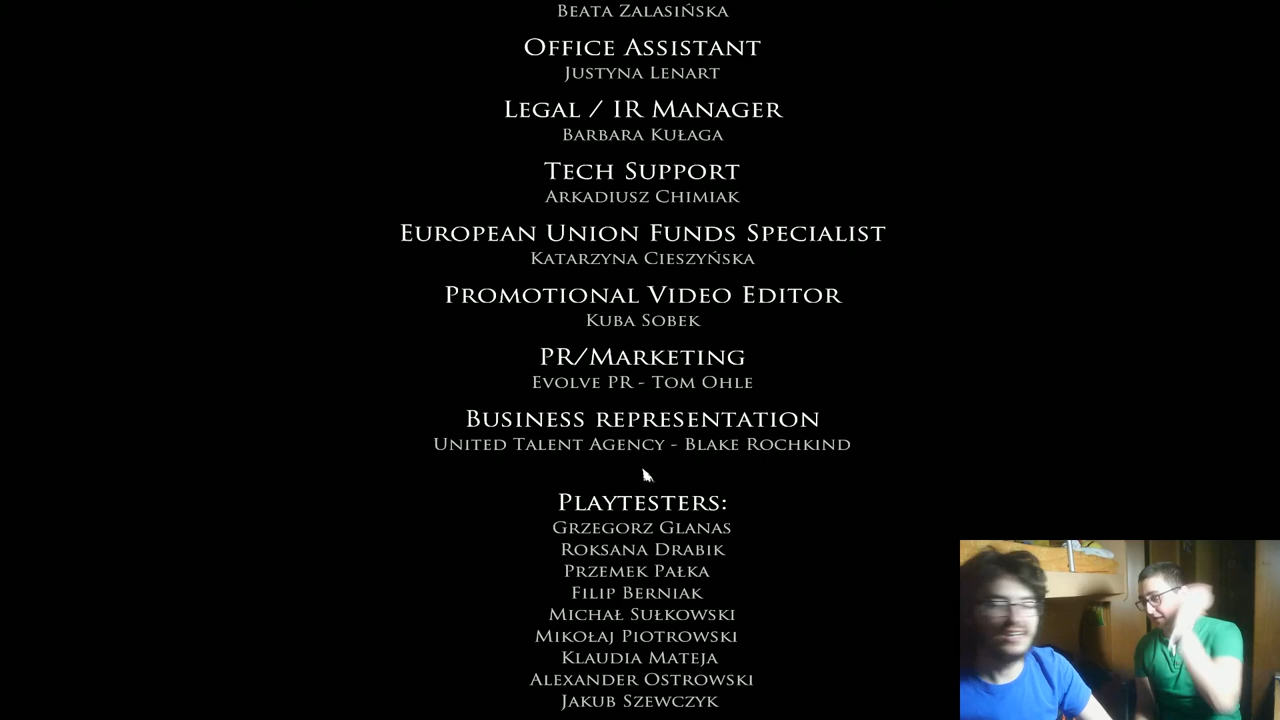 Beata Zalasińska
Office Assistant
Justyna Lenart
Legal / IR Manager
Barbara Kułaga
Tech Support
Arkadiusz Chimiak
European Union Funds Specialist
Katarzyna Cieszyńska
Promotional Video Editor
Kuba Sobek
PR/Marketing
Evolve PR - Tom Ohle
Business representation
United Talent Agency - Blake Rochkind
Playtesters:
Grzegorz Glanas
Roksana Drabik
Przemek Pałka
Filip Berniak
Michał Sułkowski
Mikołaj Piotrowski
Klaudia Mateja
Alexander Ostrowski
Jakub Szewczyk